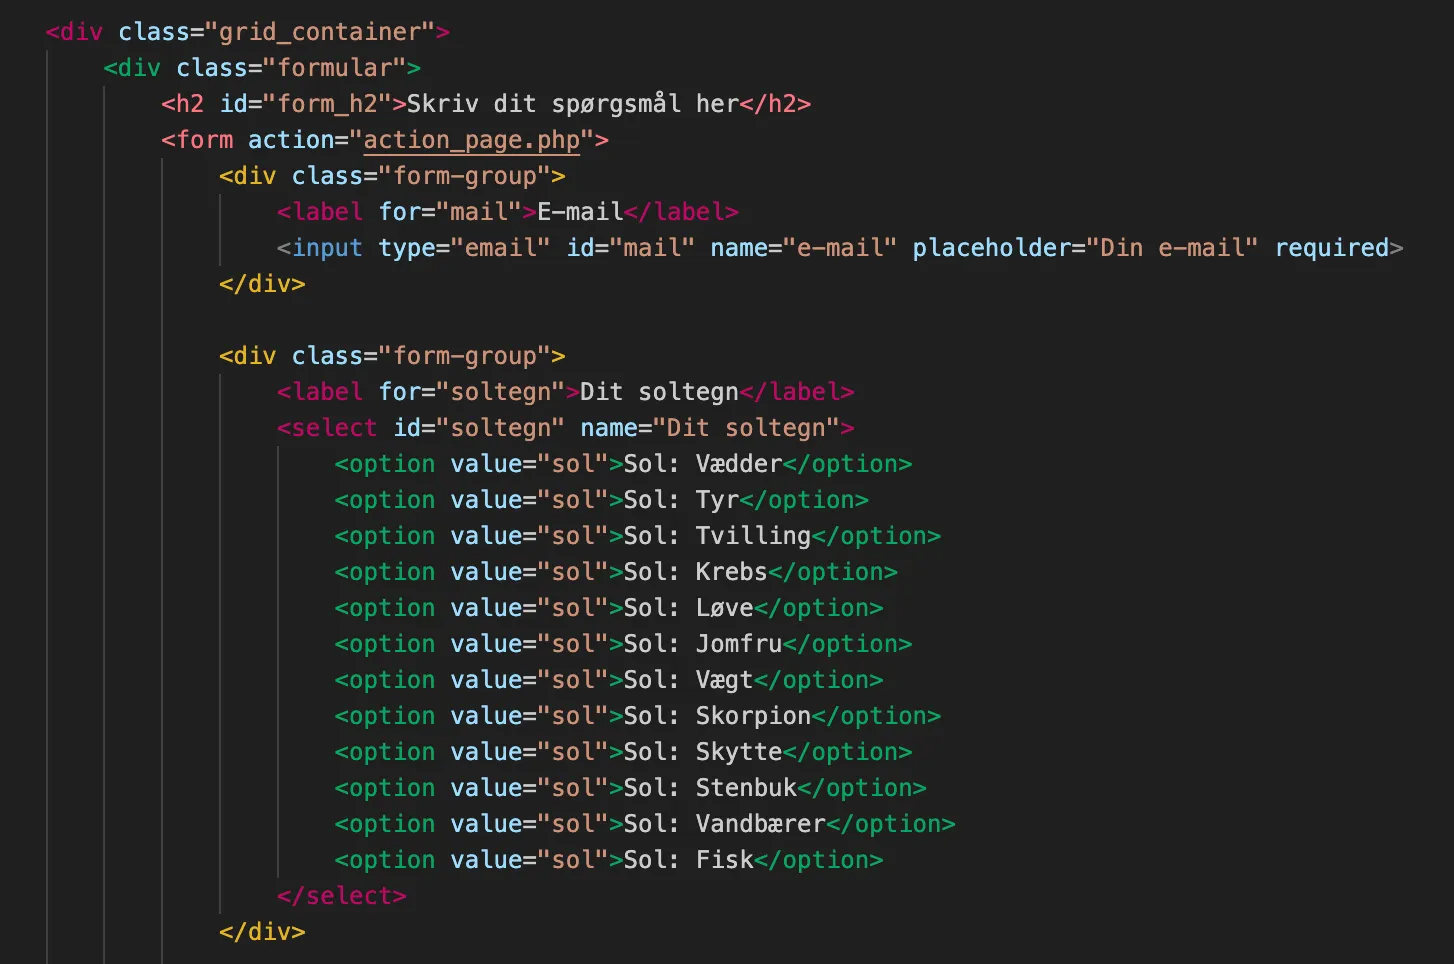 <div class="grid_container">
<div class="formular">
<h2 id="form_h2">Skriv dit spørgsmål her</h2>
<form action="action_page.php">
<div class="form-group">
<label for="mail">E-mail</label>
<input type="email" id="mail" name="e-mail" placeholder="Din e-mail" required>
</div>
<div class="form-group">
<label for="soltegn">Dit soltegn</label>
<select id="soltegn" name="Dit soltegn">
<option value="sol">Sol: Vædder</option>
<option value="sol">Sol: Tyr</option>
<option value="sol">Sol: Tvilling</option>
<option value="sol">Sol: Krebs</option>
<option value="sol">Sol: Løve</option>
<option value="sol">Sol: Jomfru</option>
<option value="sol">Sol: Vægt</option>
<option value="sol">Sol: Skorpion</option>
<option value="sol">Sol: Skytte</option>
<option value="sol">Sol: Stenbuk</option>
<option value="sol">Sol: Vandbærer</option>
<option value="sol">Sol: Fisk</option>
</select>
</div>